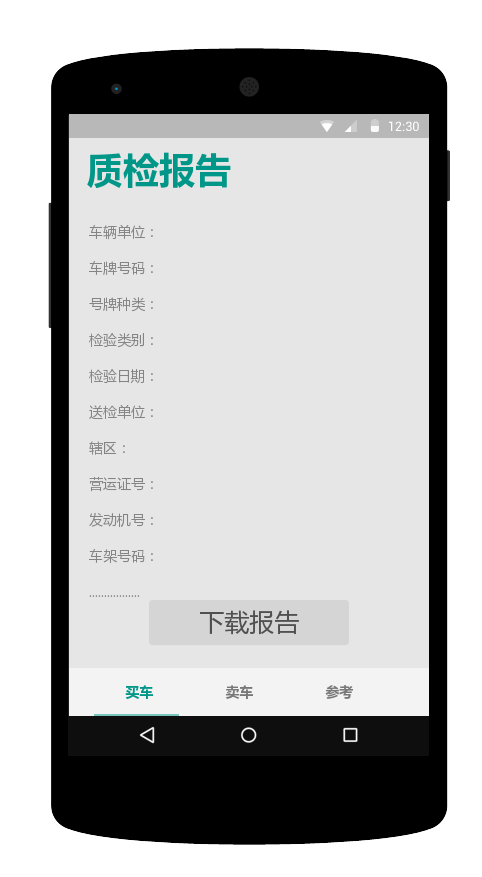 12:30
质检报告
车辆单位：
车牌号码：
号牌种类：
检验类别：
检验日期：
送检单位：
辖区：
营运证号：
发动机号：
车架号码：
.................
下载报告
买车 卖车 参考